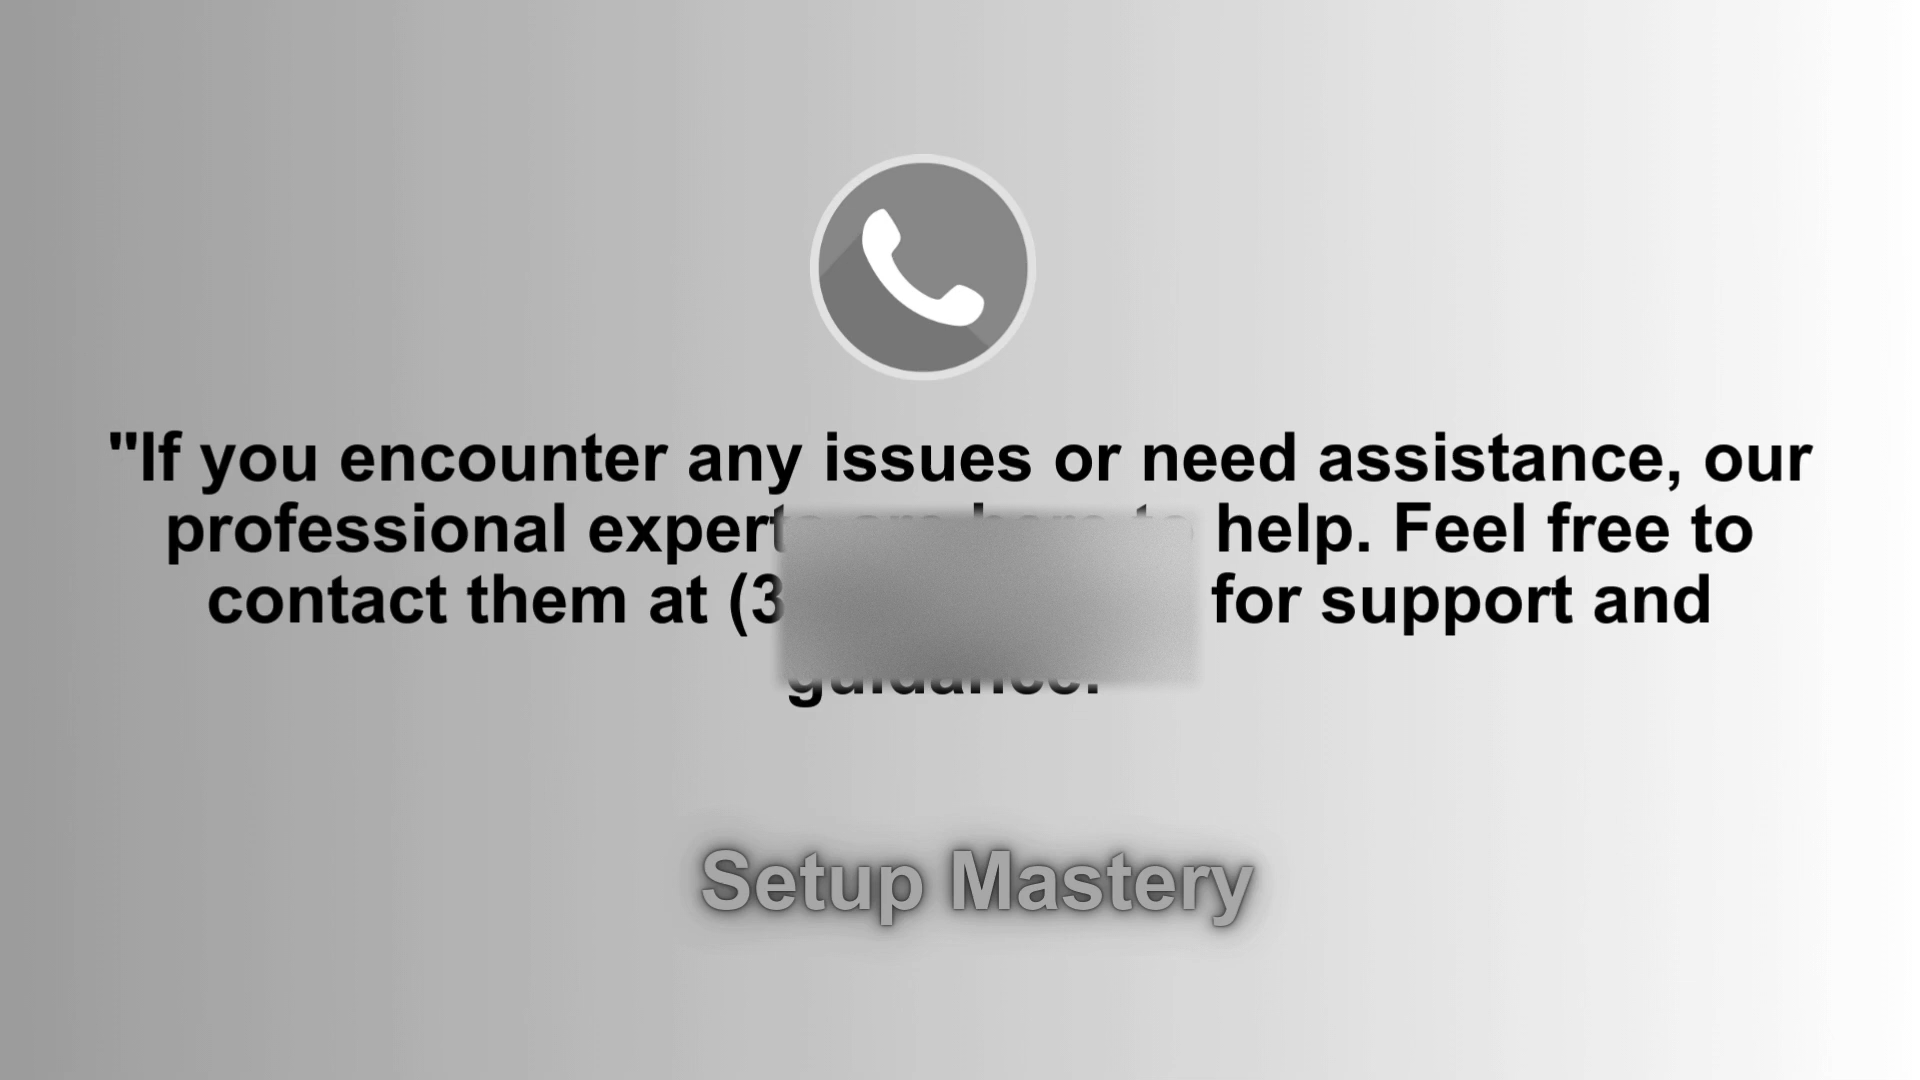 "If you encounter any issues or need assistance, our
professional help. Feel free to
contact them at (3 for support and
Setup Mastery